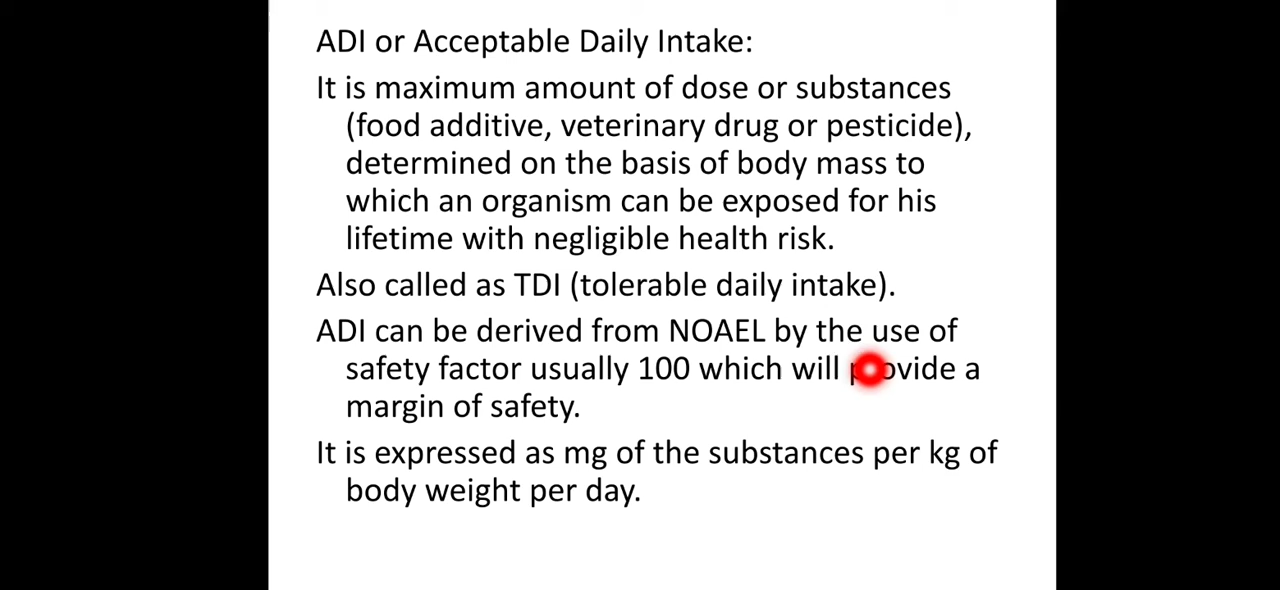 ADI or Acceptable Daily Intake:
It is maximum amount of dose or substances
(food additive, veterinary drug or pesticide),
determined on the basis of body mass to
which an organism can be exposed for his
lifetime with negligible health risk.
Also called as TDI (tolerable daily intake).
ADI can be derived from NOAEL by the use of
safety factor usually 100 which will provide a
margin of safety.
It is expressed as mg of the substances per kg of
body weight per day.